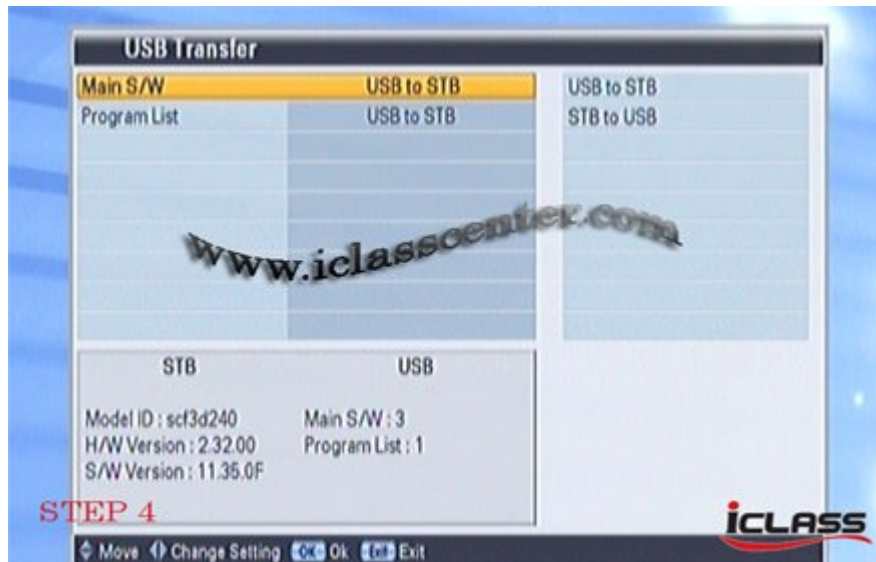 USB Transfer
Main S/W USB to STB
Program List USB to STB
USB to STB
STB to USB
www.iclasscenter.com
STB USB
Model ID : scf3d240 Main S/W : 3
H/W Version : 2.32.00 Program List : 1
S/W Version : 11.35.0F
STEP 4
iCLASS
Move Change Setting OK Ok Exit Exit